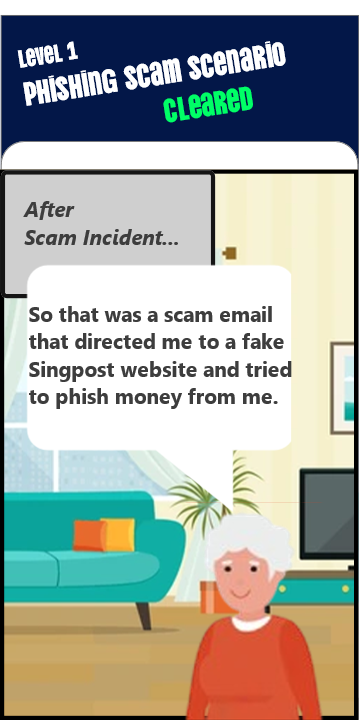 Level 1
Phishing Scam Scenario
Cleared
After
Scam Incident...
So that was a scam email
that directed me to a fake
Singpost website and tried
to phish money from me.